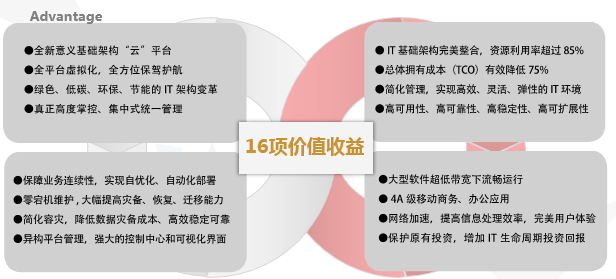 Advantage
●全新意义基础架构“云”平台
●全平台虚拟化，全方位保驾护航
●绿色、低碳、环保、节能的 IT 架构变革
●真正高度掌控、集中式统一管理
● IT 基础架构完美整合，资源利用率超过 85%
●总体拥有成本（TCO）有效降低 75%
●简化管理，实现高效、灵活、弹性的 IT 环境
●高可用性、高可靠性、高稳定性、高可扩展性
16项价值收益
●保障业务连续性，实现自优化、自动化部署
●零宕机维护，大幅提高灾备、恢复、迁移能力
●简化容灾，降低数据灾备成本、高效稳定可靠
●异构平台管理，强大的控制中心和可视化界面
●大型软件超低带宽下流畅运行
● 4A 级移动商务、办公应用
●网络加速，提高信息处理效率，完美用户体验
●保护原有投资，增加 IT 生命周期投资回报